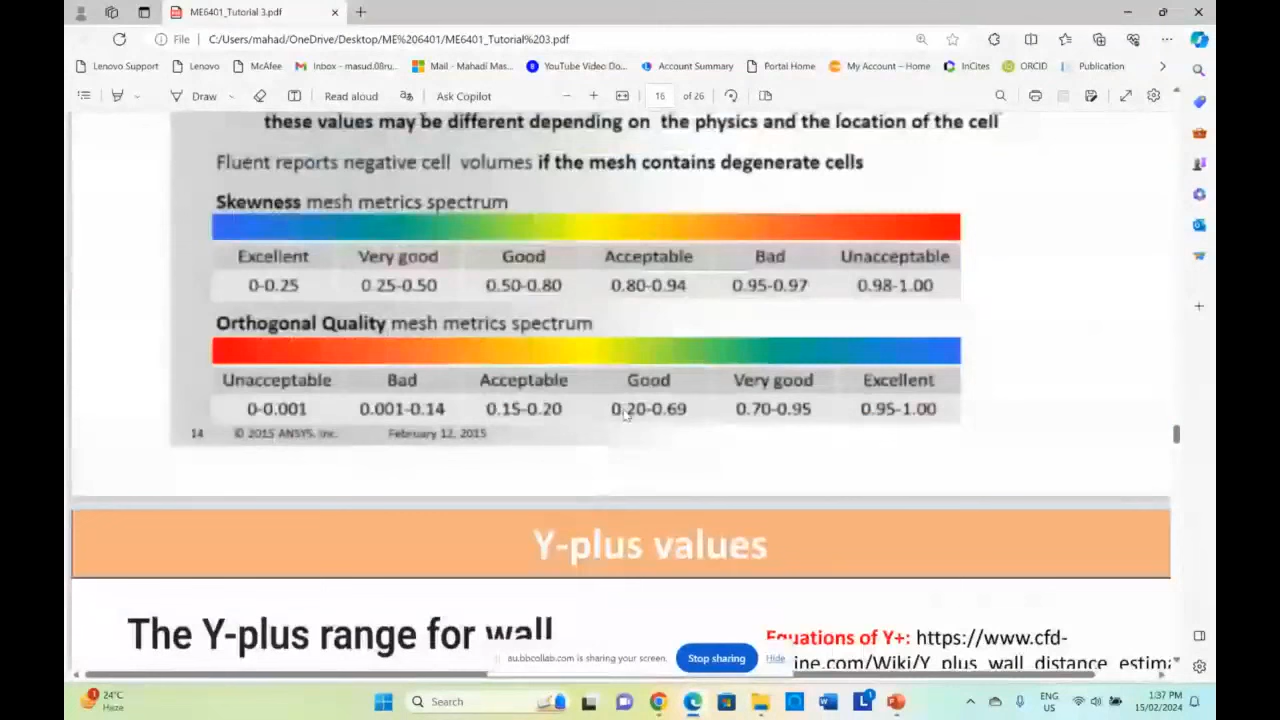 ME6401_Tutorial 3.pdf
File C:/Users/mahad/OneDrive/Desktop/ME%206401/ME6401_Tutorial%203.pdf
Lenovo Support Lenovo McAfee Inbox – masud.08ru... Mail - Mahadi Mas... YouTube Video Do... Account Summary Portal Home My Account – Home InCites ORCID Publication
Draw Read aloud Ask Copilot 16 of 26
these values may be different depending on the physics and the location of the cell
Fluent reports negative cell volumes if the mesh contains degenerate cells
Skewness mesh metrics spectrum
Excellent Very good Good Acceptable Bad Unacceptable
0-0.25 0.25-0.50 0.50-0.80 0.80-0.94 0.95-0.97 0.98-1.00
Orthogonal Quality mesh metrics spectrum
Unacceptable Bad Acceptable Good Very good Excellent
0-0.001 0.001-0.14 0.15-0.20 0.20-0.69 0.70-0.95 0.95-1.00
14 © 2015 ANSYS, Inc. February 12, 2015
Y-plus values
The Y-plus range for wall
Equations of Y+: https://www.cfd-
ine.com/Wiki/Y_plus_wall_distance_estima
au.bbcollab.com is sharing your screen. Stop sharing Hide
1
24°C
Haze
Search
1
ENG
US
1:37 PM
15/02/2024